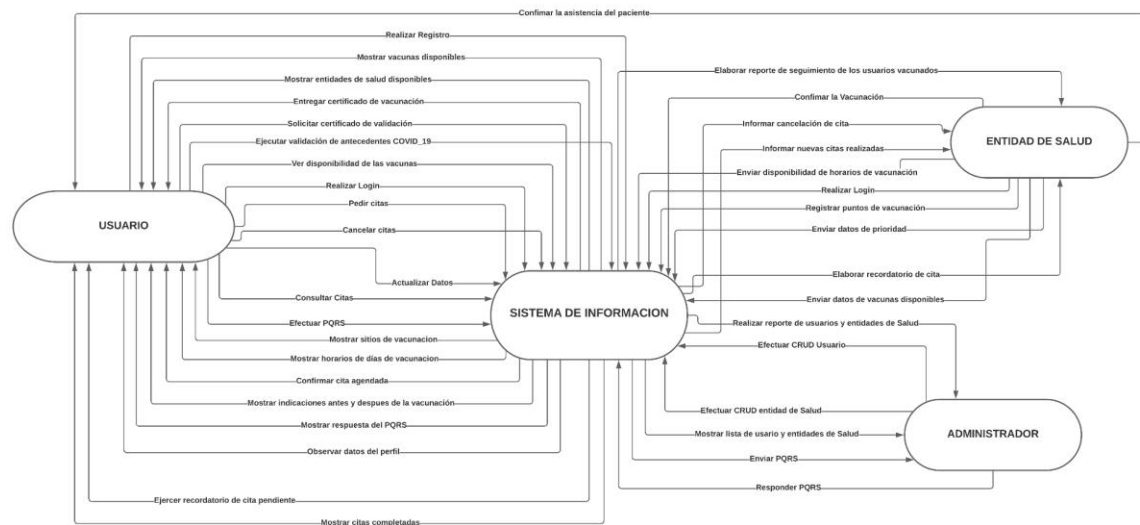 Confimar la asistencia del paciente
Realizar Registro
Mostrar vacunas disponibles
Mostrar entidades de salud disponibles
Entregar certificado de vacunación
Solicitar certificado de validación
Ejecutar validación de antecedentes COVID_19
Ver disponibilidad de las vacunas
Realizar Login
Pedir citas
Cancelar citas
Actualizar Datos
Consultar Citas
Efectuar PQRS
Mostrar sitios de vacunacion
Mostrar horarios de días de vacunacion
Confirmar cita agendada
Mostrar indicaciones antes y despues de la vacunación
Mostrar respuesta del PQRS
Observar datos del perfil
Ejercer recordatorio de cita pendiente
Mostrar citas completadas
USUARIO
SISTEMA DE INFORMACION
Elaborar reporte de seguimiento de los usuarios vacunados
Confimar la Vacunación
Informar cancelación de cita
Informar nuevas citas realizadas
Enviar disponibilidad de horarios de vacunación
Realizar Login
Registrar puntos de vacunación
Enviar datos de prioridad
Elaborar recordatorio de cita
Enviar datos de vacunas disponibles
ENTIDAD DE SALUD
Realizar reporte de usuarios y entidades de Salud
Efectuar CRUD Usuario
Efectuar CRUD entidad de Salud
Mostrar lista de usario y entidades de Salud
Enviar PQRS
Responder PQRS
ADMINISTRADOR